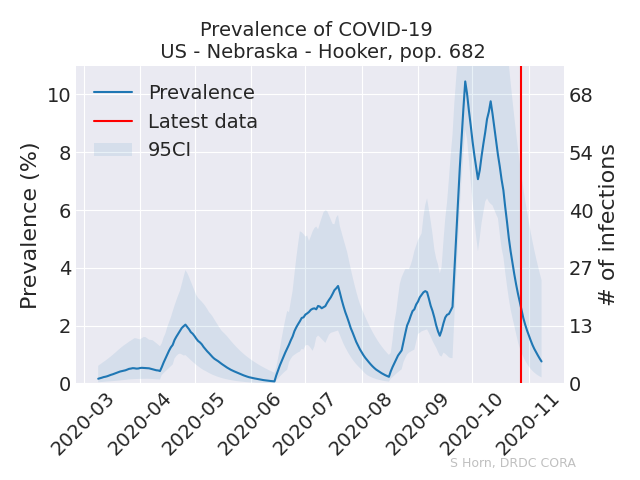 Prevalence of COVID-19
US - Nebraska - Hooker, pop. 682
Prevalence
Latest data
95CI
Prevalence (%)
10
8
6
4
2
0
# of infections
68
54
40
27
13
0
2020-03
2020-04
2020-05
2020-06
2020-07
2020-08
2020-09
2020-10
2020-11
S Horn, DRDC CORA